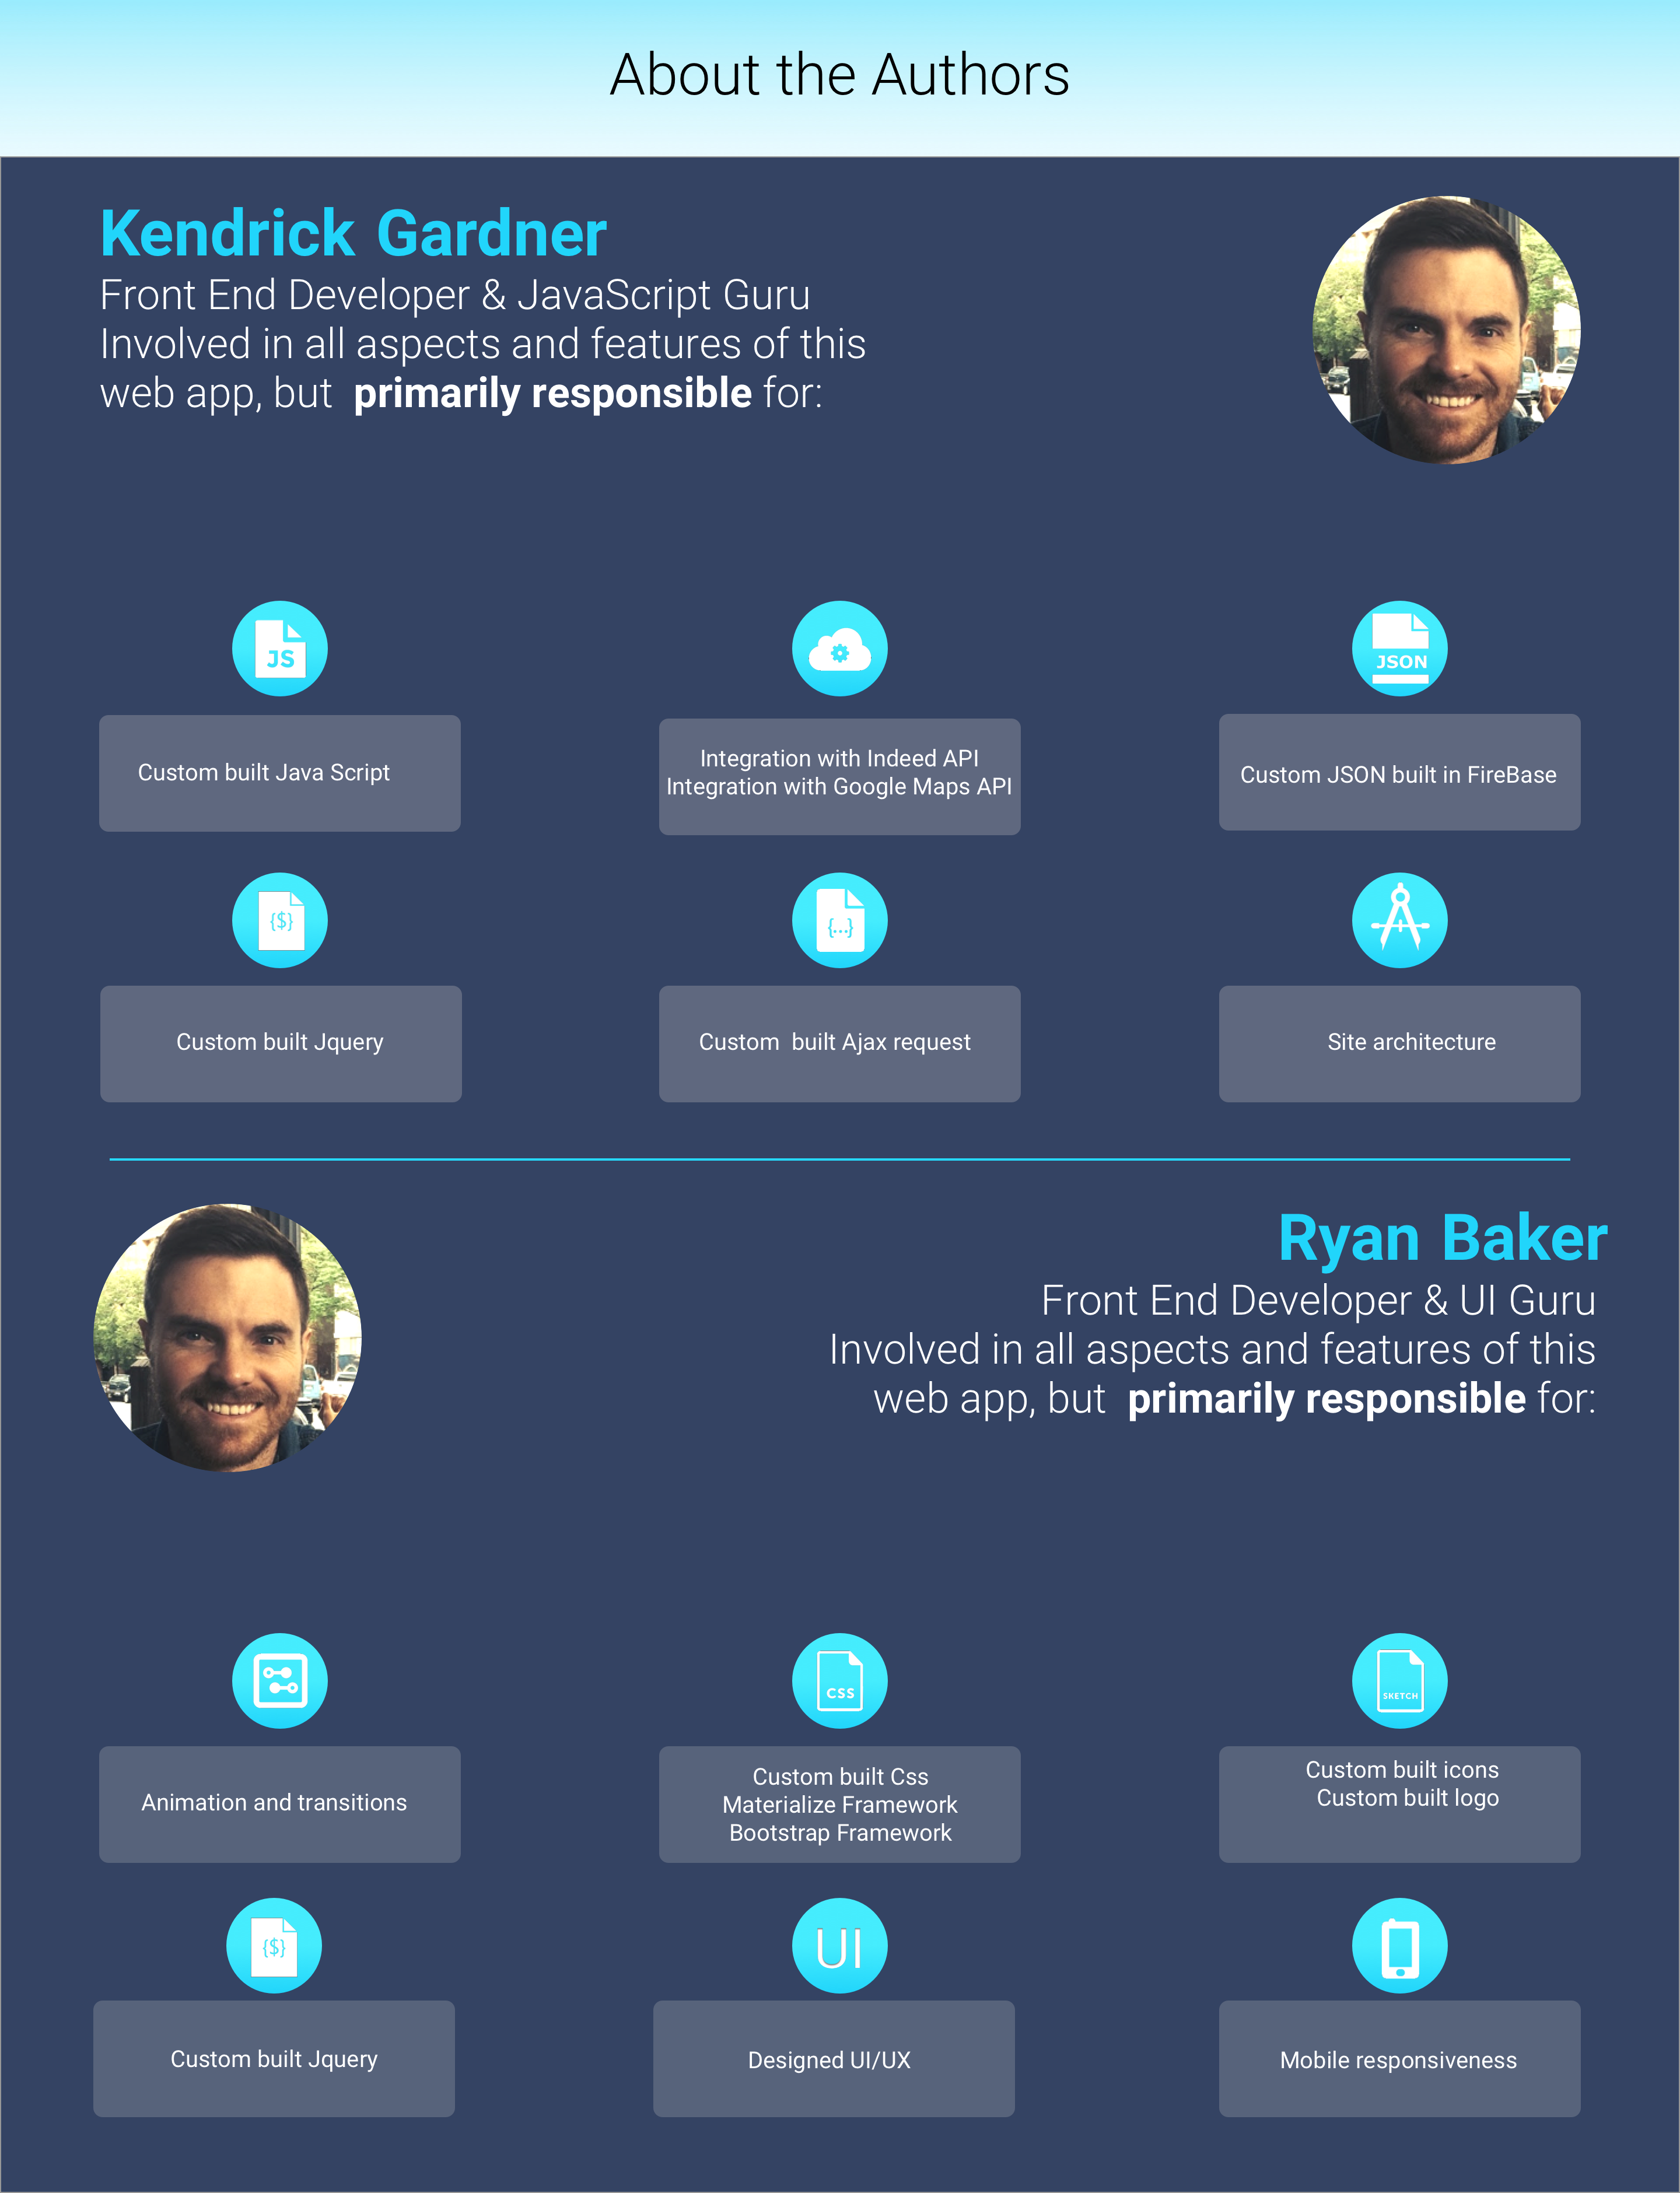 About the Authors
Kendrick Gardner
Front End Developer & JavaScript Guru
Involved in all aspects and features of this
web app, but  primarily responsible for:
JS
JSON
Custom built Java Script
Integration with Indeed API
Integration with Google Maps API
Custom JSON built in FireBase
{$}
{...}
Custom built Jquery
Custom  built Ajax request
Site architecture
Ryan Baker
Front End Developer & UI Guru
Involved in all aspects and features of this
web app, but  primarily responsible for:
CSS
SKETCH
Animation and transitions
Custom built Css
Materialize Framework
Bootstrap Framework
Custom built icons
Custom built logo
{$}
UI
Custom built Jquery
Designed UI/UX
Mobile responsiveness